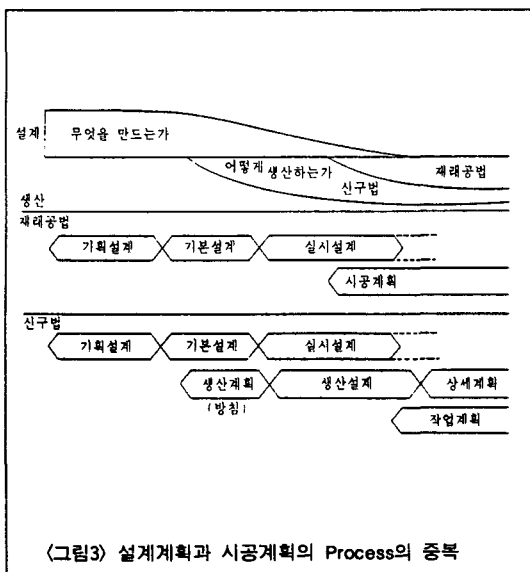 설계
무엇을 만드는가
어떻게 생산하는가
신구법
재래공법
생산
재래공법
기획설계 기본설계 실시설계
시공계획
신구법
기획설계 기본설계 실시설계
생산계획 생산설계 상세계획
(방침)
작업계획
〈그림3〉 설계계획과 시공계획의 Process의 중복